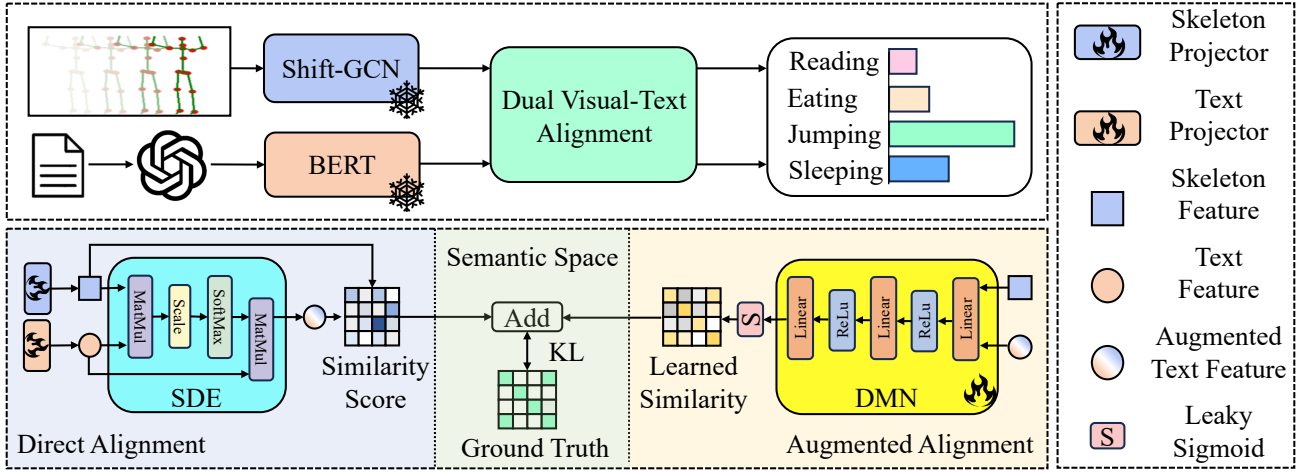 Shift-GCN
BERT
Dual Visual-Text
Alignment
Reading
Eating
Jumping
Sleeping
MatMul
Scale
SoftMax
MatMul
SDE
Similarity
Score
Direct Alignment
Semantic Space
Add
KL
Ground Truth
Learned
Similarity
S
Linear
ReLu
Linear
ReLu
Linear
DMN
Augmented Alignment
Skeleton
Projector
Text
Projector
Skeleton
Feature
Text
Feature
Augmented
Text Feature
S
Leaky
Sigmoid